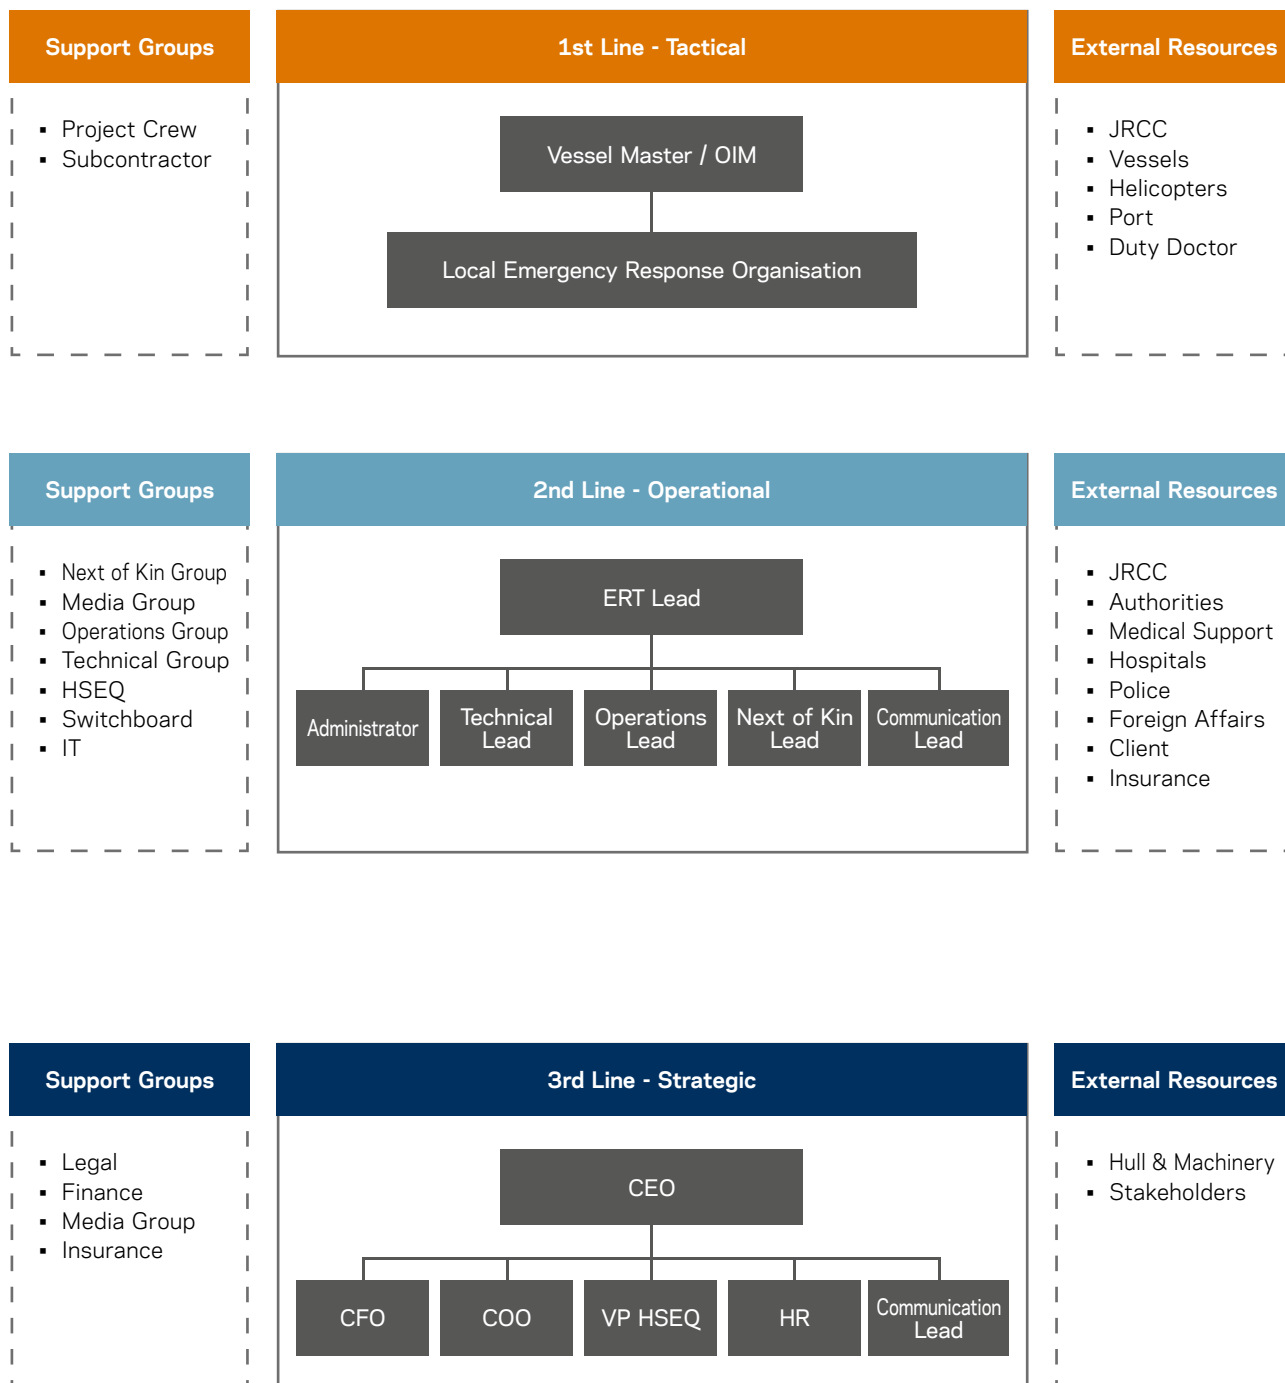 Support Groups
Project Crew
Subcontractor
1st Line - Tactical
Vessel Master / OIM
Local Emergency Response Organisation
External Resources
JRCC
Vessels
Helicopters
Port
Duty Doctor
Support Groups
Next of Kin Group
Media Group
Operations Group
Technical Group
HSEQ
Switchboard
IT
2nd Line - Operational
ERT Lead
Administrator
Technical
Lead
Operations
Lead
Next of Kin
Lead
Communication
Lead
External Resources
JRCC
Authorities
Medical Support
Hospitals
Police
Foreign Affairs
Client
Insurance
Support Groups
Legal
Finance
Media Group
Insurance
3rd Line - Strategic
CEO
CFO
COO
VP HSEQ
HR
Communication
Lead
External Resources
Hull & Machinery
Stakeholders